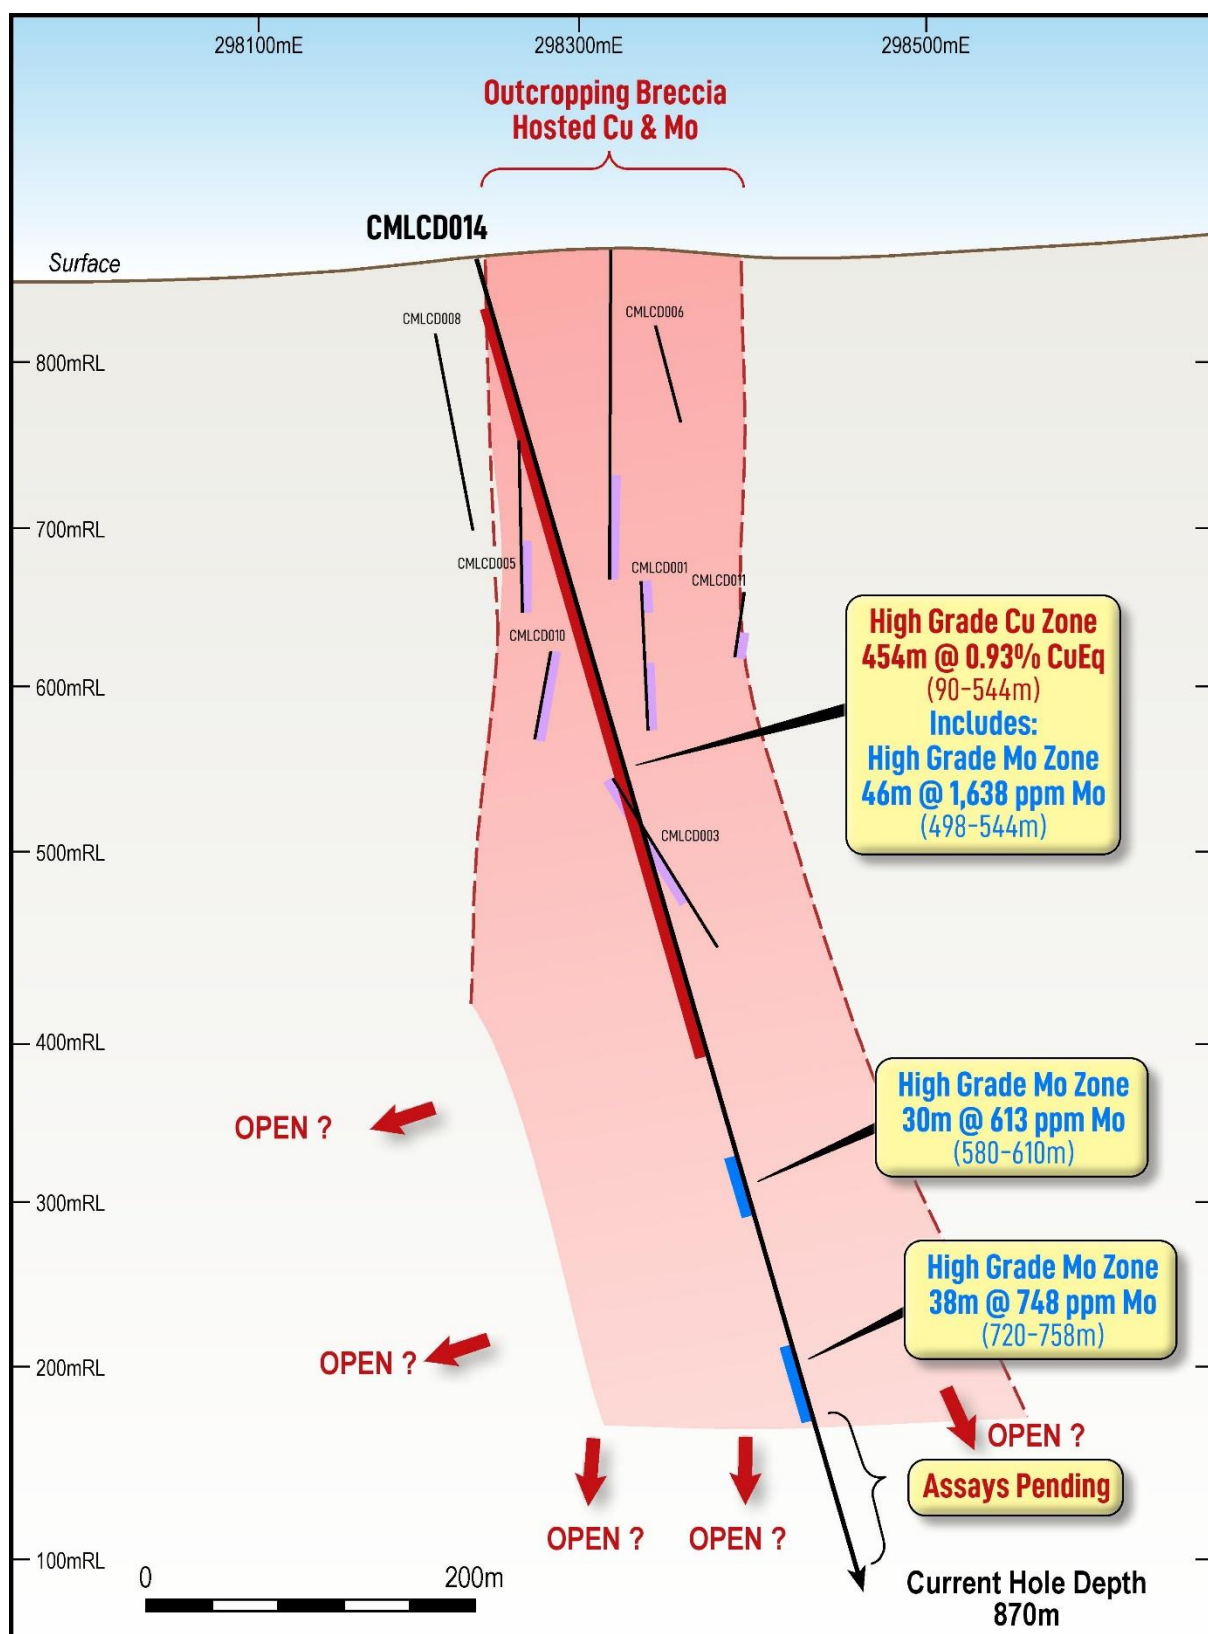 298100mE
298300mE
298500mE
Outcropping Breccia
Hosted Cu & Mo
CMLCD014
Surface
CMLCD008
CMLCD006
800mRL
700mRL
CMLCD005
CMLCD001
CMLCD011
CMLCD010
600mRL
High Grade Cu Zone
454m @ 0.93% CuEq
(90-544m)
Includes:
High Grade Mo Zone
46m @ 1,638 ppm Mo
(498-544m)
500mRL
CMLCD003
400mRL
High Grade Mo Zone
30m @ 613 ppm Mo
(580-610m)
OPEN ?
300mRL
High Grade Mo Zone
38m @ 748 ppm Mo
(720-758m)
OPEN ?
200mRL
OPEN ?
Assays Pending
OPEN ?
OPEN ?
100mRL
0
200m
Current Hole Depth
870m